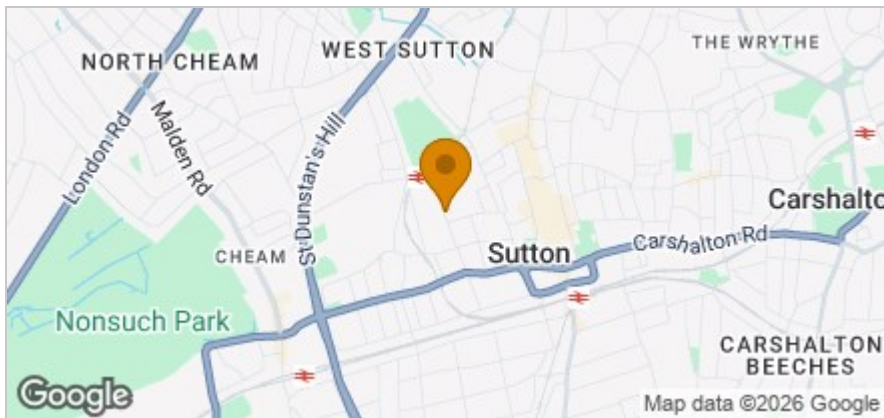 NORTH CHEAM
WEST SUTTON
THE WRYTHE
London Rd
Malden Rd
St Dunstan's Hill
Carshalto
CHEAM
Sutton
Carshalton Rd
Nonsuch Park
CARSHALTON
BEECHES
Google
Map data ©2026 Google